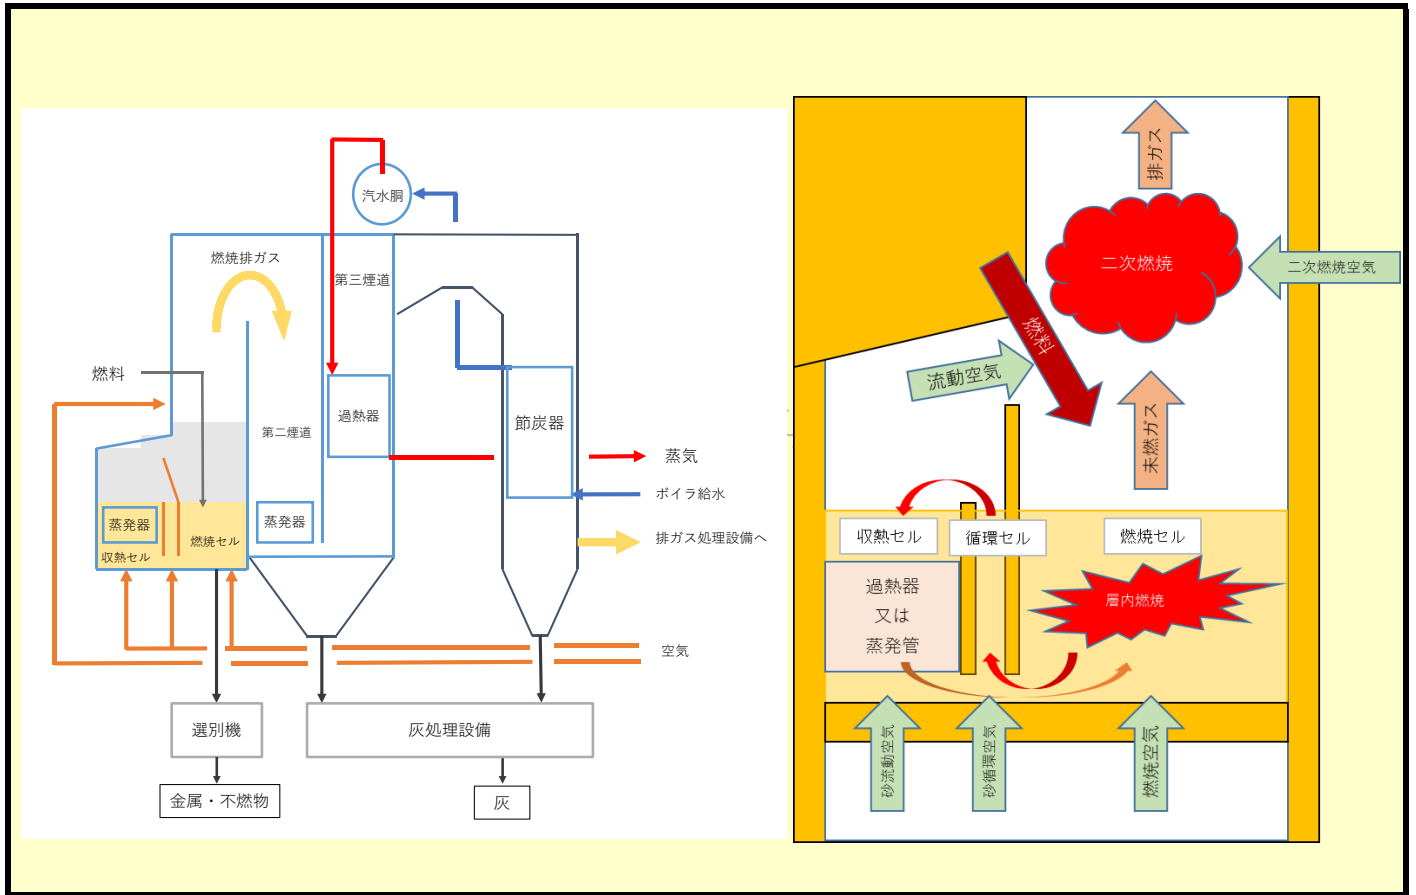 汽水胴
燃焼排ガス
第三煙道
燃料
過熱器
節炭器
第二煙道
蒸気
ボイラ給水
蒸発器
蒸発器
燃焼セル
収熱セル
排ガス処理設備へ
空気
選別機
灰処理設備
金属・不燃物
灰
排ガス
二次燃焼
二次燃焼空気
燃料
流動空気
未燃ガス
収熱セル
循環セル
燃焼セル
過熱器
又は
蒸発管
層内燃焼
砂流動空気
砂循環空気
燃焼空気